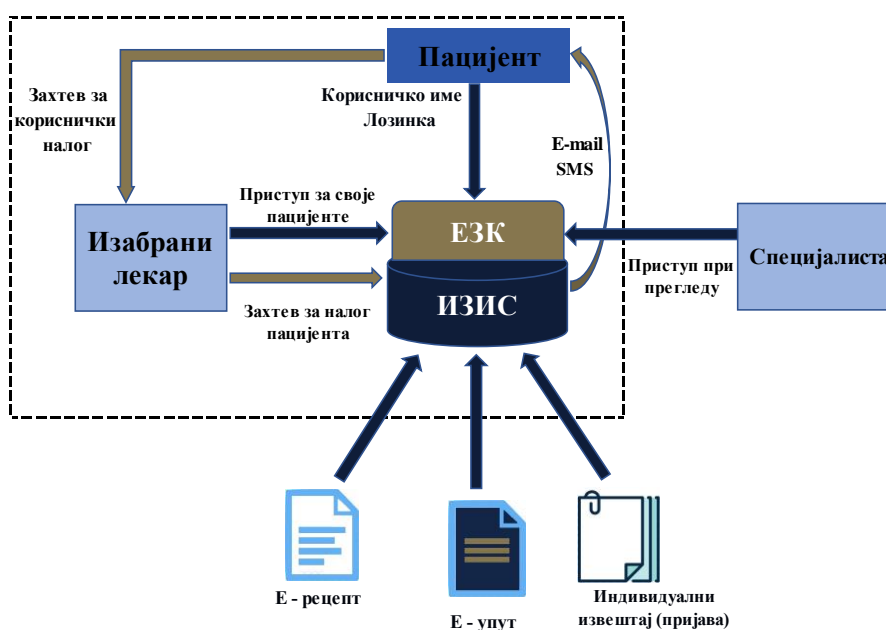 Пацијент
Захтев за
кориснички
налог
Корисничко име
Лозинка
E-mail
SMS
Приступ за своје
пацијенте
Изабрани
лекар
ЕЗК
ИЗИС
Приступ при
прегледу
Специјалиста
Захтев за налог
пацијента
Е - рецепт
Е - упут
Индивидуални
извештај (пријава)